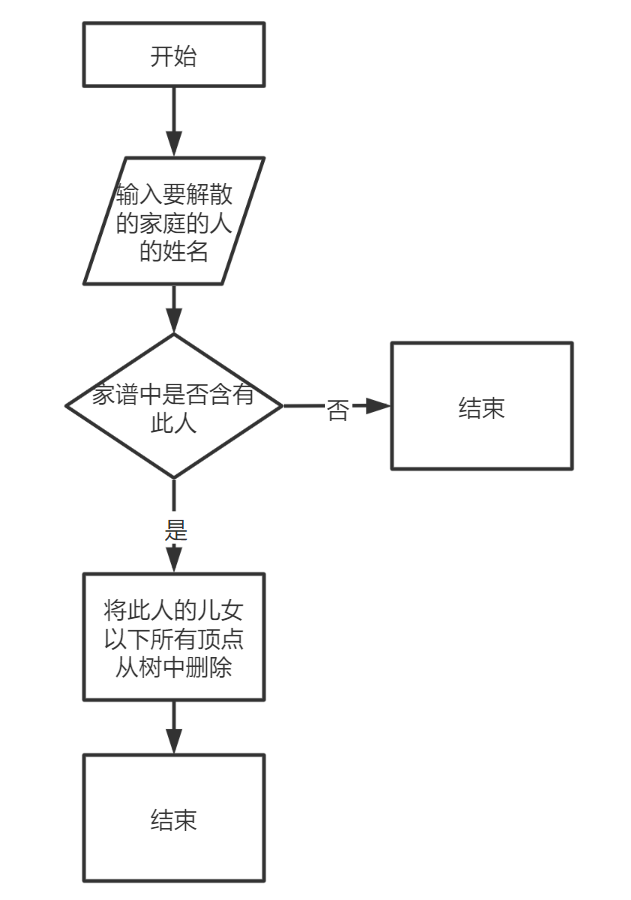 开始
输入要解散
的家庭的人
的姓名
家谱中是否含有
此人
否
结束
是
将此人的儿女
以下所有顶点
从树中删除
结束